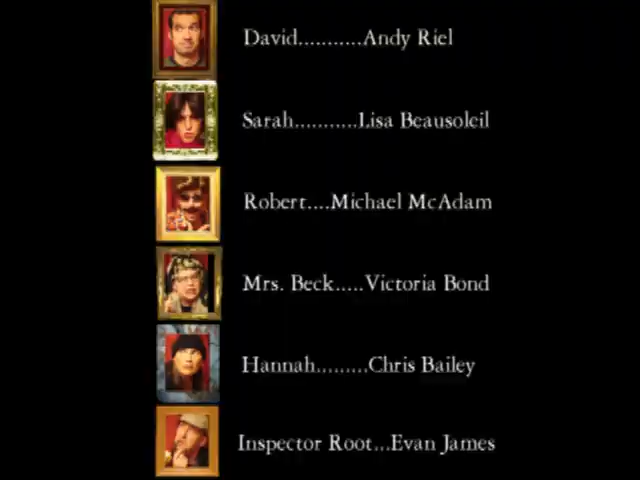 David...........Andy Riel
Sarah...........Lisa Beausoleil
Robert....Michael McAdam
Mrs. Beck.....Victoria Bond
Hannah.........Chris Bailey
Inspector Root...Evan James